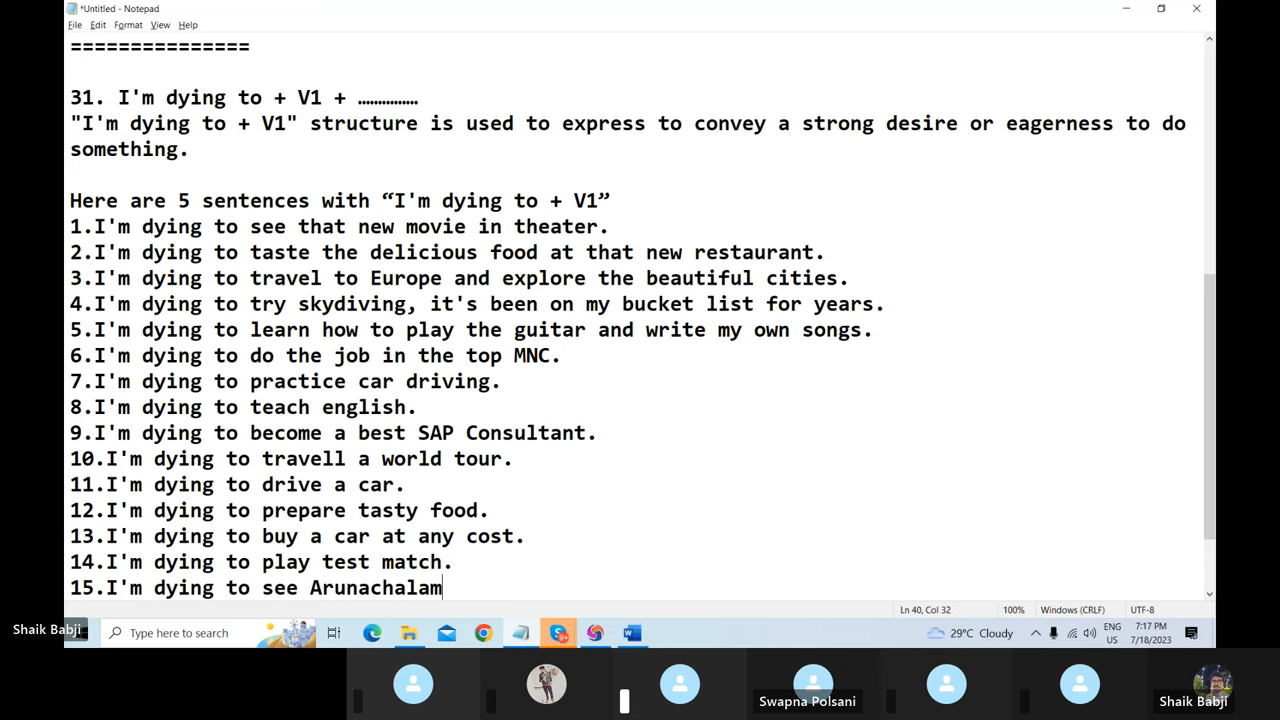 *Untitled - Notepad
File Edit Format View Help
===============
31. I'm dying to + V1 + ……………
"I'm dying to + V1" structure is used to express to convey a strong desire or eagerness to do
something.
Here are 5 sentences with “I'm dying to + V1”
1.I'm dying to see that new movie in theater.
2.I'm dying to taste the delicious food at that new restaurant.
3.I'm dying to travel to Europe and explore the beautiful cities.
4.I'm dying to try skydiving, it's been on my bucket list for years.
5.I'm dying to learn how to play the guitar and write my own songs.
6.I'm dying to do the job in the top MNC.
7.I'm dying to practice car driving.
8.I'm dying to teach english.
9.I'm dying to become a best SAP Consultant.
10.I'm dying to travell a world tour.
11.I'm dying to drive a car.
12.I'm dying to prepare tasty food.
13.I'm dying to buy a car at any cost.
14.I'm dying to play test match.
15.I'm dying to see Arunachalam
Ln 40, Col 32 100% Windows (CRLF) UTF-8
Shaik Babji
Type here to search
29°C Cloudy
ENG
US
7:17 PM
7/18/2023
Swapna Polsani
Shaik Babji